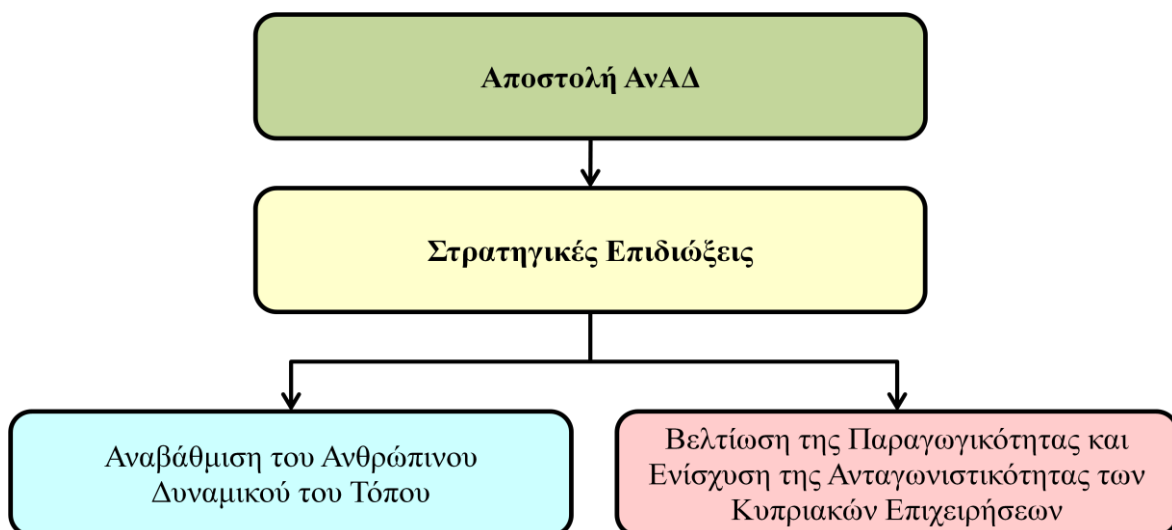 Αποστολή ΑνΑΔ
Στρατηγικές Επιδιώξεις
Αναβάθμιση του Ανθρώπινου
Δυναμικού του Τόπου
Βελτίωση της Παραγωγικότητας και
Ενίσχυση της Ανταγωνιστικότητας των
Κυπριακών Επιχειρήσεων